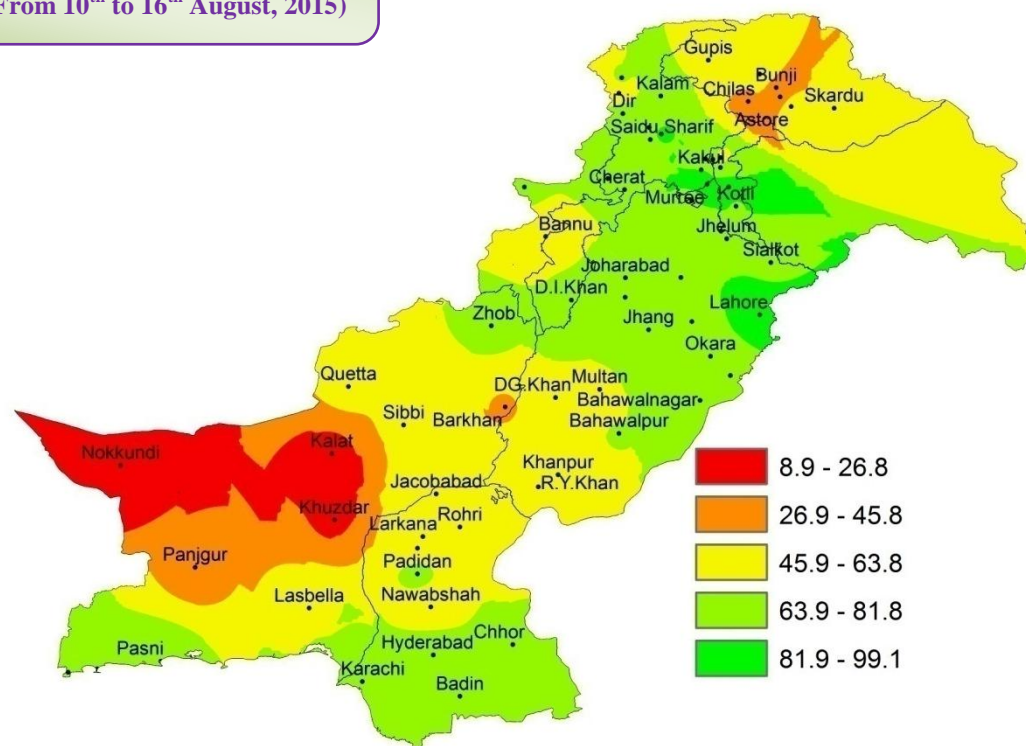 From 10th to 16th August, 2015)
Gupis
Bunji
Kalam
Chilas
Skardu
Dir
Astore
Saidu Sharif
Kakul
Cherat
Murree
Kotli
Bannu
Jhelum
Sialkot
Joharabad
D.I.Khan
Lahore
Zhob
Jhang
Okara
Quetta
DG.Khan
Multan
Bahawalnagar
Sibbi
Barkhan
Bahawalpur
Kalat
Nokkundi
Khanpur
8.9 - 26.8
Jacobabad
R.Y.Khan
Khuzdar
Larkana
Rohri
26.9 - 45.8
Panjgur
Padidan
45.9 - 63.8
Lasbella
Nawabshah
63.9 - 81.8
Pasni
Hyderabad
Chhor
Karachi
81.9 - 99.1
Badin